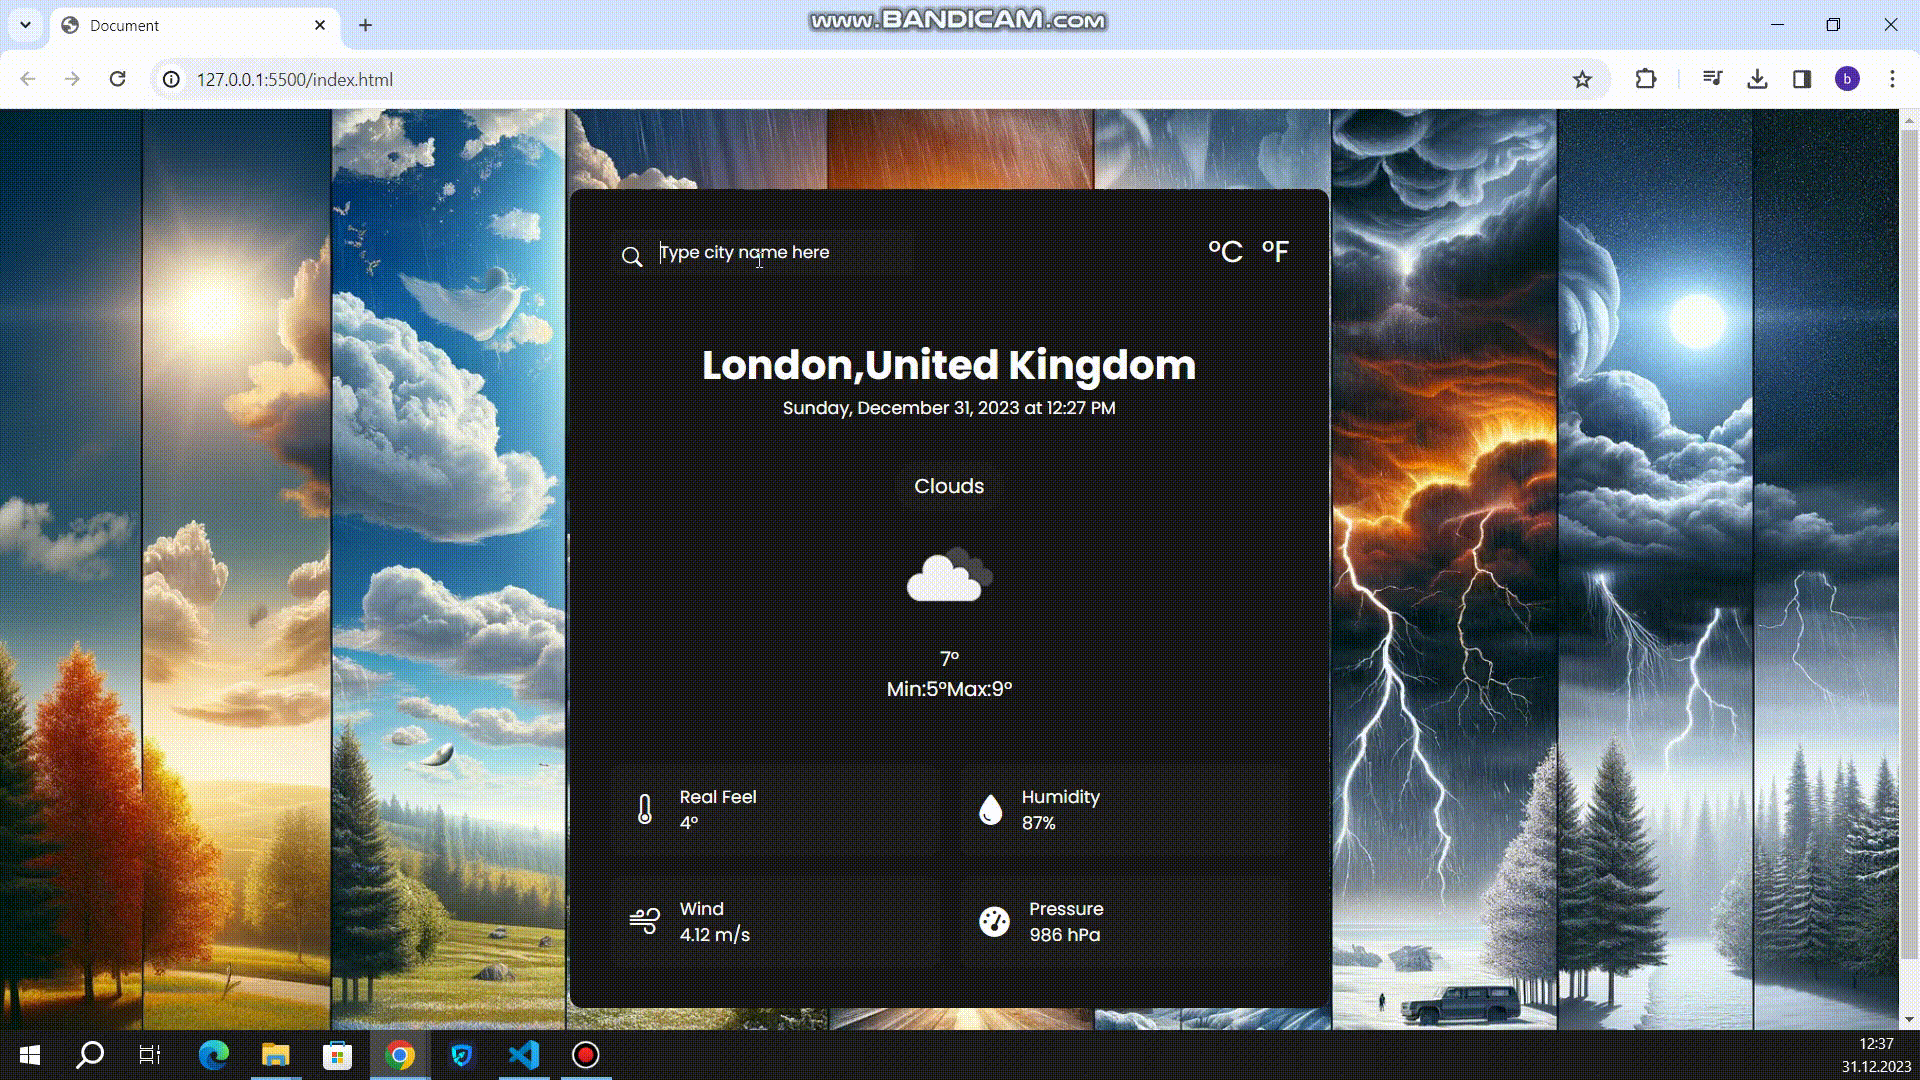 Document
www.BANDICAM.com
127.0.0.1:5500/index.html
b
Type city name here
°C °F
London,United Kingdom
Sunday, December 31, 2023 at 12:27 PM
Clouds
7°
Min:5°Max:9°
Real Feel
4°
Humidity
87%
Wind
4.12 m/s
Pressure
986 hPa
12:37
31.12.2023